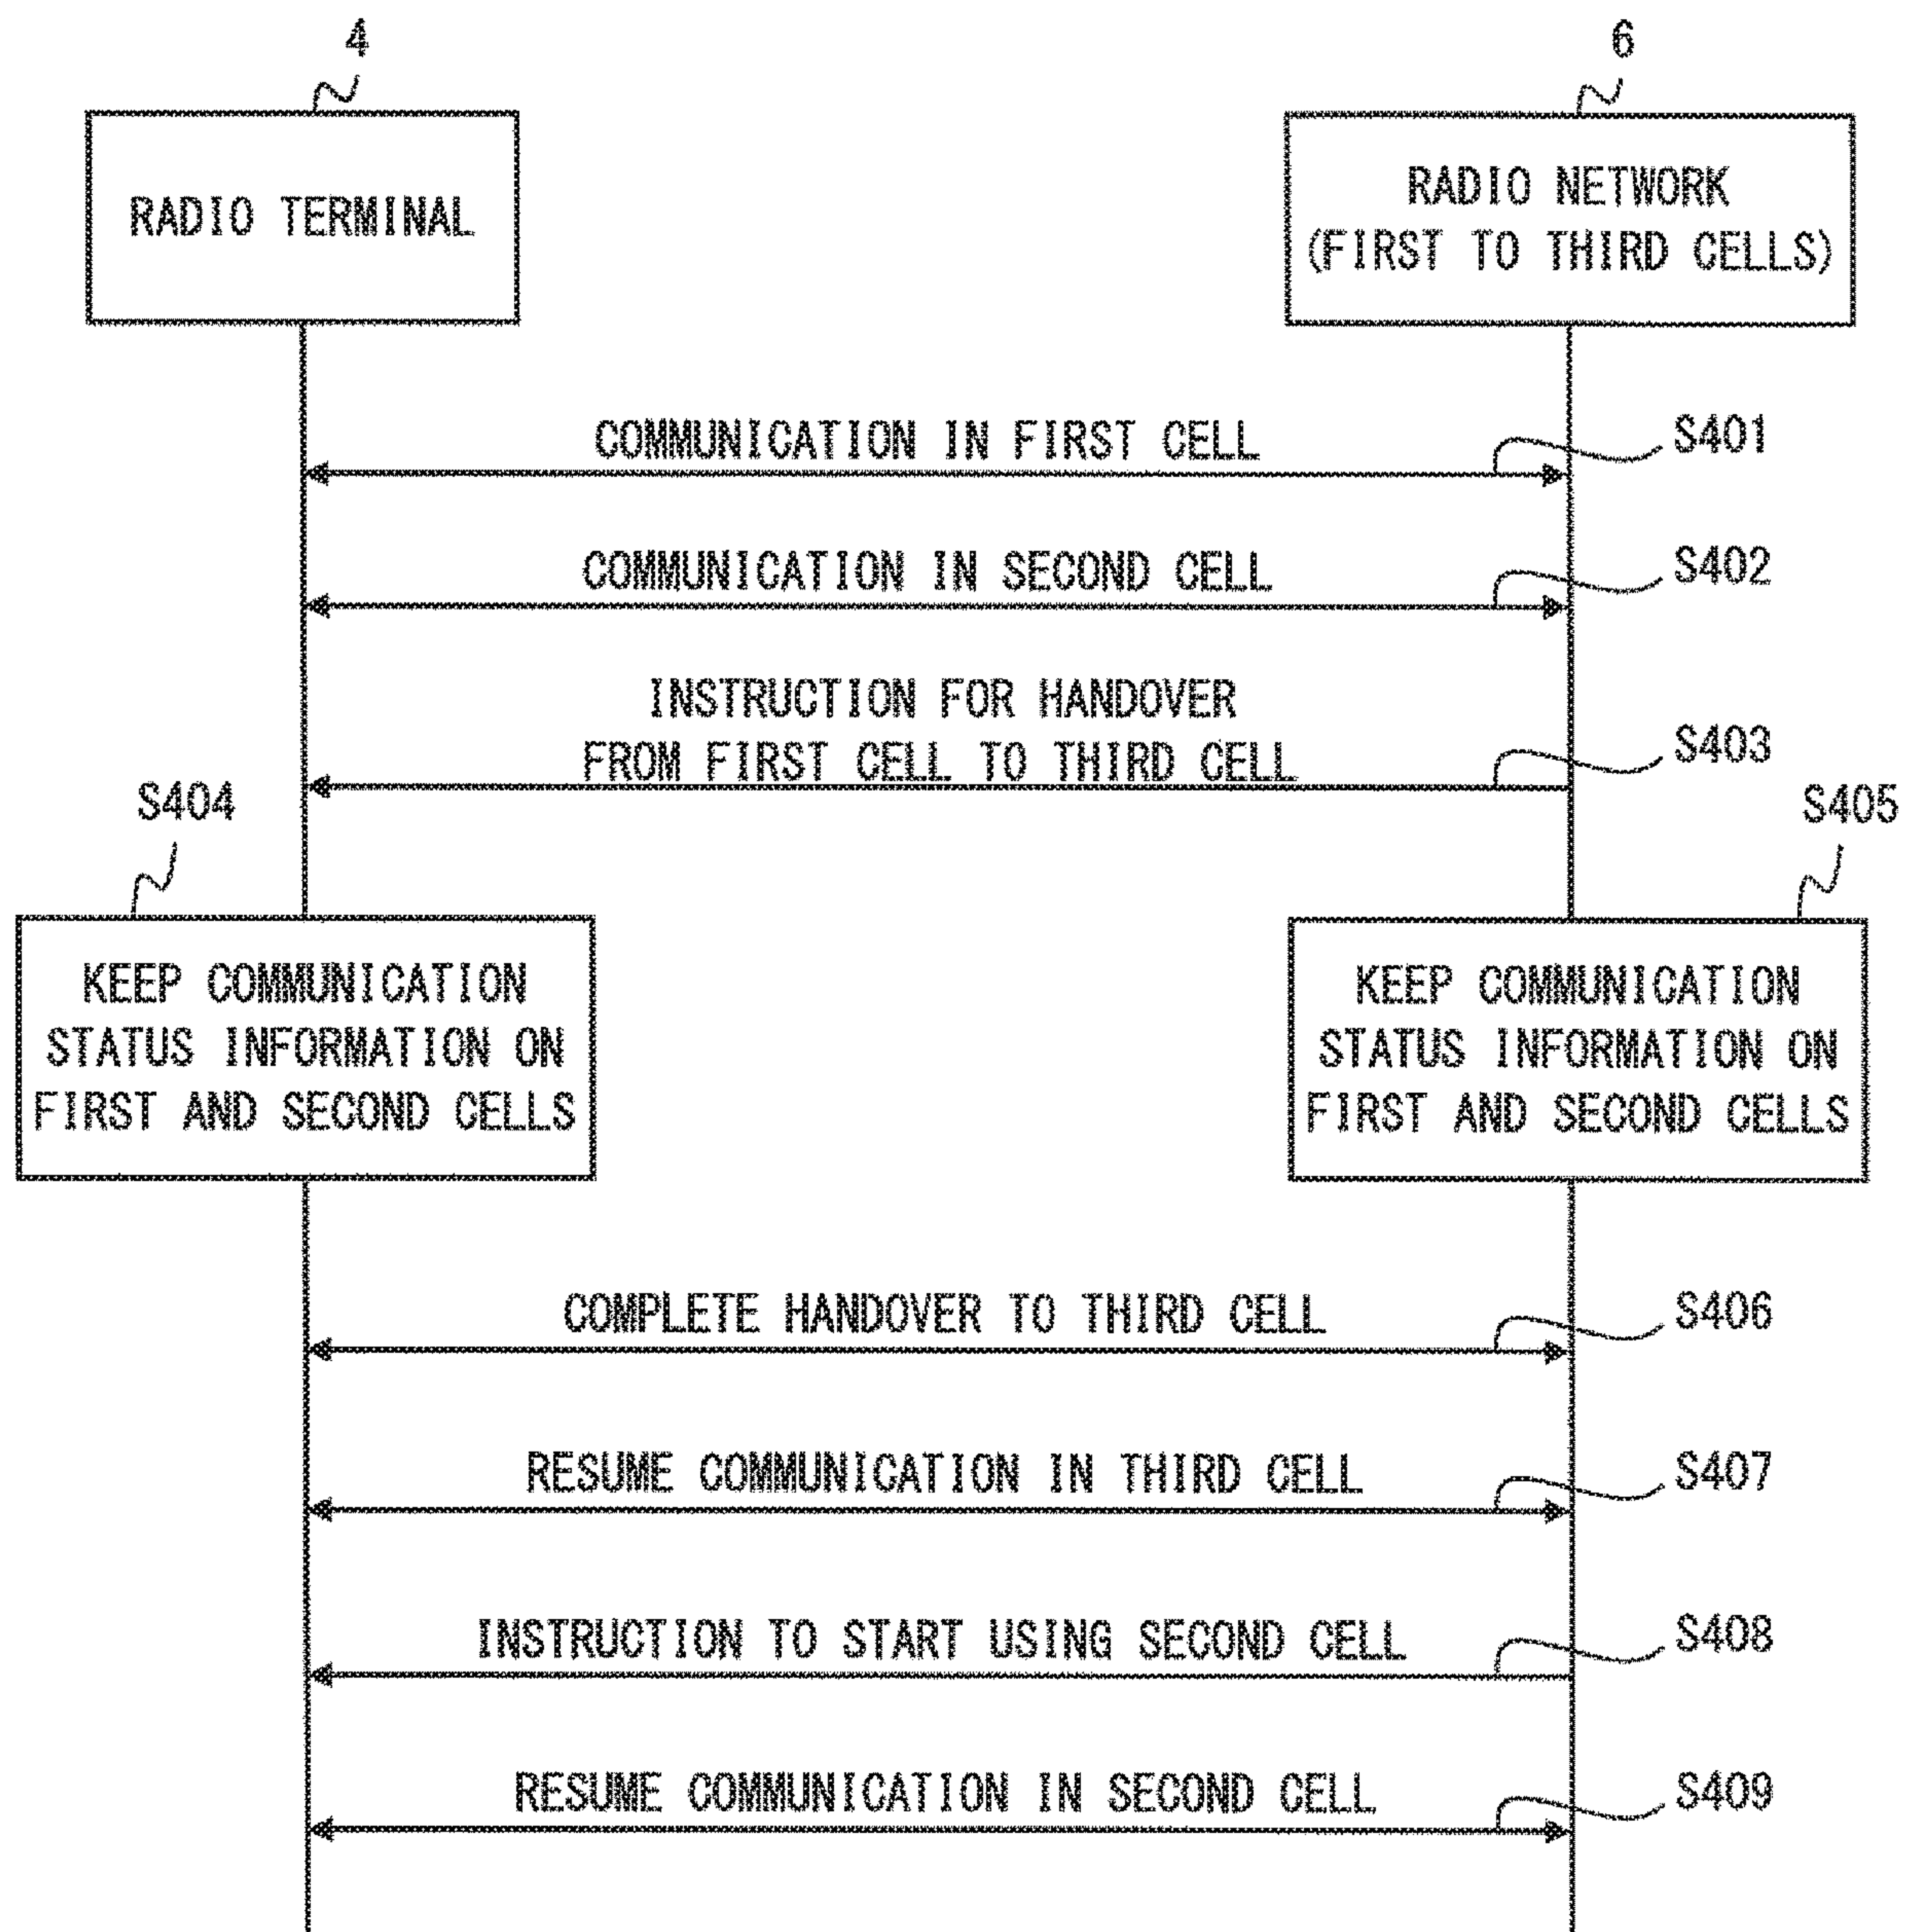 4
6
RADIO TERMINAL
RADIO NETWORK
(FIRST TO THIRD CELLS)
COMMUNICATION IN FIRST CELL
S401
COMMUNICATION IN SECOND CELL
S402
INSTRUCTION FOR HANDOVER
FROM FIRST CELL TO THIRD CELL
S403
S404
S405
KEEP COMMUNICATION
STATUS INFORMATION ON
FIRST AND SECOND CELLS
KEEP COMMUNICATION
STATUS INFORMATION ON
FIRST AND SECOND CELLS
COMPLETE HANDOVER TO THIRD CELL
S406
RESUME COMMUNICATION IN THIRD CELL
S407
INSTRUCTION TO START USING SECOND CELL
S408
RESUME COMMUNICATION IN SECOND CELL
S409